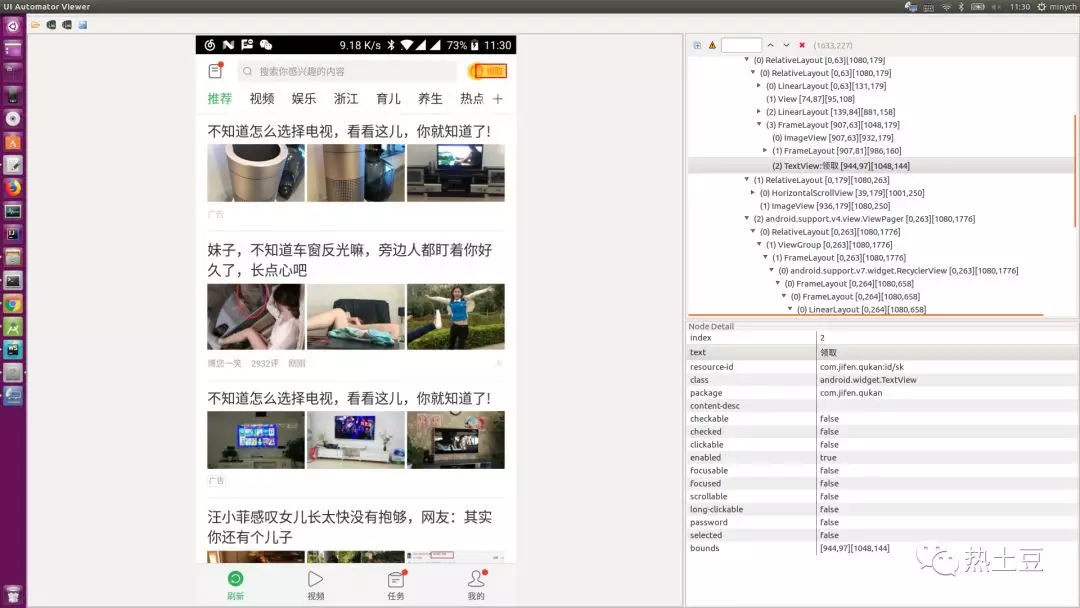 UI Automator Viewer
11:30
minych
9.18 K/s
73%
11:30
搜索你感兴趣的内容
领取
推荐 视频 娱乐 浙江 育儿 养生 热点
不知道怎么选择电视，看看这儿，你就知道了!
广告
妹子，不知道车窗反光嘛，旁边人都盯着你好
久了，长点心吧
博您一笑 2932评 刚刚
不知道怎么选择电视，看看这儿，你就知道了!
广告
汪小菲感叹女儿长太快没有抱够，网友：其实
你还有个儿子
刷新 视频 任务 我的
(1633,227)
(0) RelativeLayout [0,63][1080,179]
(0) RelativeLayout [0,63][1080,179]
(0) LinearLayout [0,63][131,179]
(1) View [74,87][95,108]
(2) LinearLayout [139,84][881,158]
(3) FrameLayout [907,63][1048,179]
(0) ImageView [907,63][932,179]
(1) FrameLayout [907,81][986,160]
(2) TextView:领取 [944,97][1048,144]
(1) RelativeLayout [0,179][1080,263]
(0) HorizontalScrollView [39,179][1001,250]
(1) ImageView [936,179][1080,250]
(2) android.support.v4.view.ViewPager [0,263][1080,1776]
(0) RelativeLayout [0,263][1080,1776]
(1) ViewGroup [0,263][1080,1776]
(1) FrameLayout [0,263][1080,1776]
(0) android.support.v7.widget.RecyclerView [0,263][1080,1776]
(0) FrameLayout [0,264][1080,658]
(0) FrameLayout [0,264][1080,658]
(0) LinearLayout [0,264][1080,658]
Node Detail
index 2
text 领取
resource-id com.jifen.qukan:id/sk
class android.widget.TextView
package com.jifen.qukan
content-desc
checkable false
checked false
clickable false
enabled true
focusable false
focused false
scrollable false
long-clickable false
password false
selected false
bounds [944,97][1048,144]
热土豆